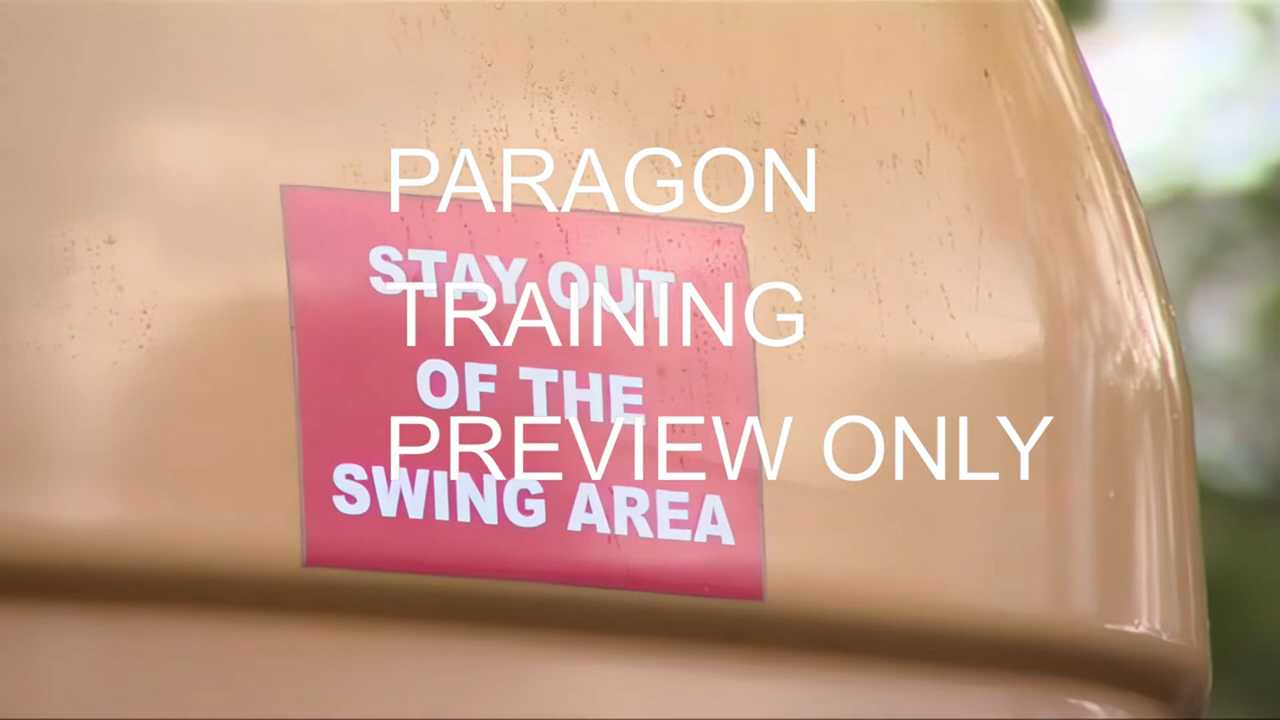 PARAGON
STAY OUT
TRAINING
OF THE
PREVIEW ONLY
SWING AREA